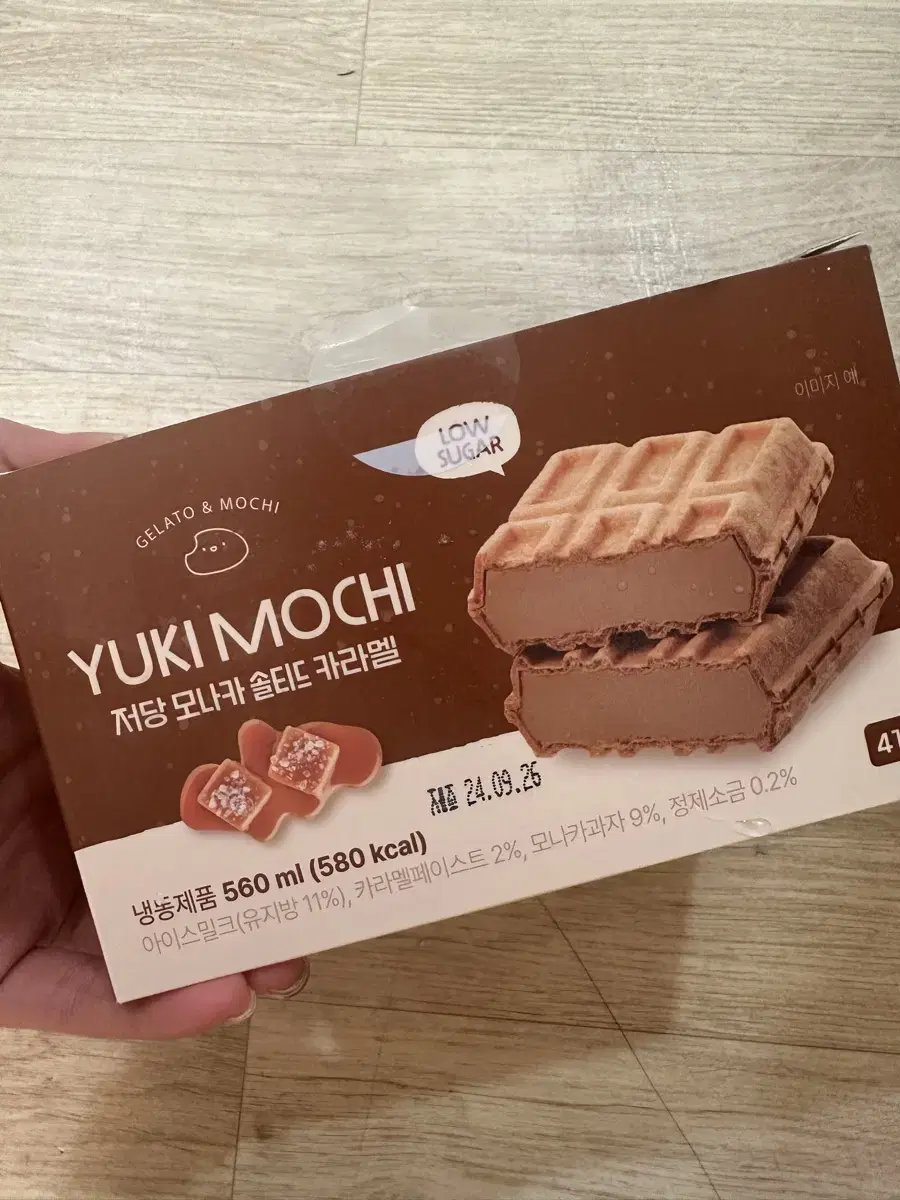 이미지 예
LOW
SUGAR
GELATO & MOCHI
YUKI MOCHI
저당 모나카 솔티드 카라멜
제조 24.09.26
냉동제품 560 ml (580 kcal)
아이스밀크(유지방 11%), 카라멜페이스트 2%, 모나카과자 9%, 정제소금 0.2%